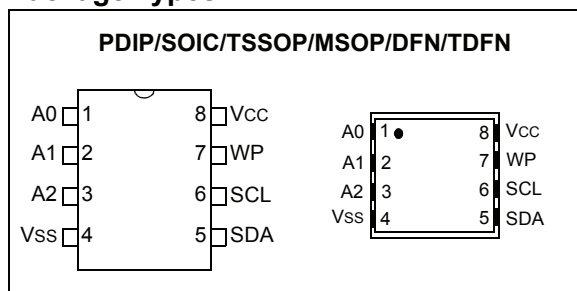 PDIP/SOIC/TSSOP/MSOP/DFN/TDFN
A0 1 8 VCC
A1 2 7 WP
A2 3 6 SCL
VSS 4 5 SDA
A0 1 8 VCC
A1 2 7 WP
A2 3 6 SCL
VSS 4 5 SDA